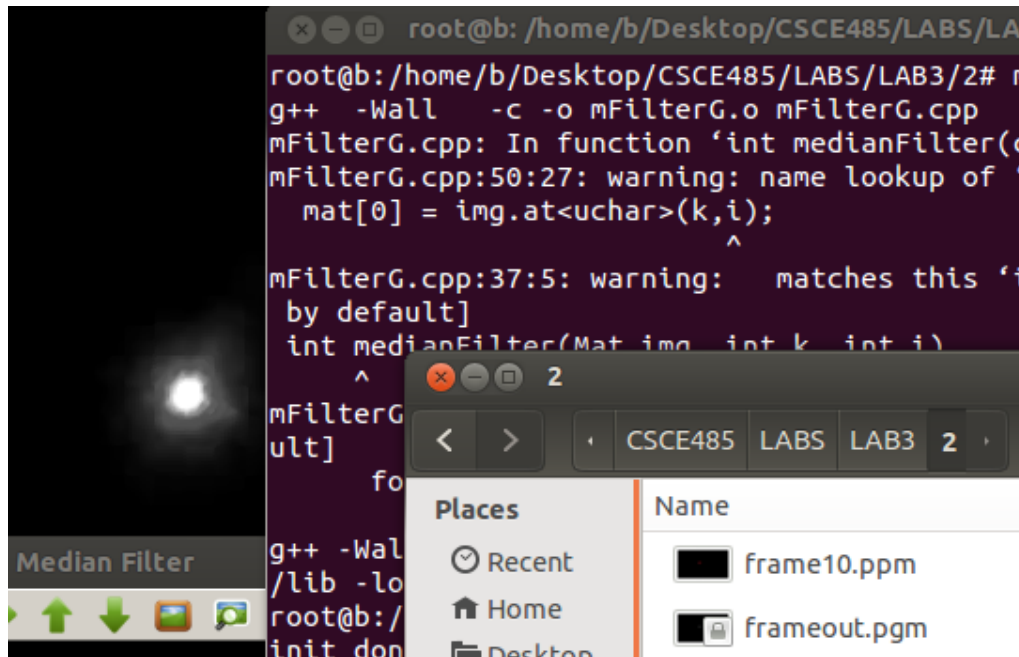 root@b: /home/b/Desktop/CSCE485/LABS/LA
root@b:/home/b/Desktop/CSCE485/LABS/LAB3/2#
g++ -Wall -c -o mFilterG.o mFilterG.cpp
mFilterG.cpp: In function ‘int medianFilter(
mFilterG.cpp:50:27: warning: name lookup of ‘
mat[0] = img.at<uchar>(k,i);
^
mFilterG.cpp:37:5: warning: matches this ‘i
by default]
int medianFilter(Mat img, int k, int i)
^
mFilterG
ult]
fo
g++ -Wal
/lib -lo
root@b:/
init don
Median Filter
2
CSCE485 LABS LAB3 2
Places
Recent
Home
Desktop
Name
frame10.ppm
frameout.pgm